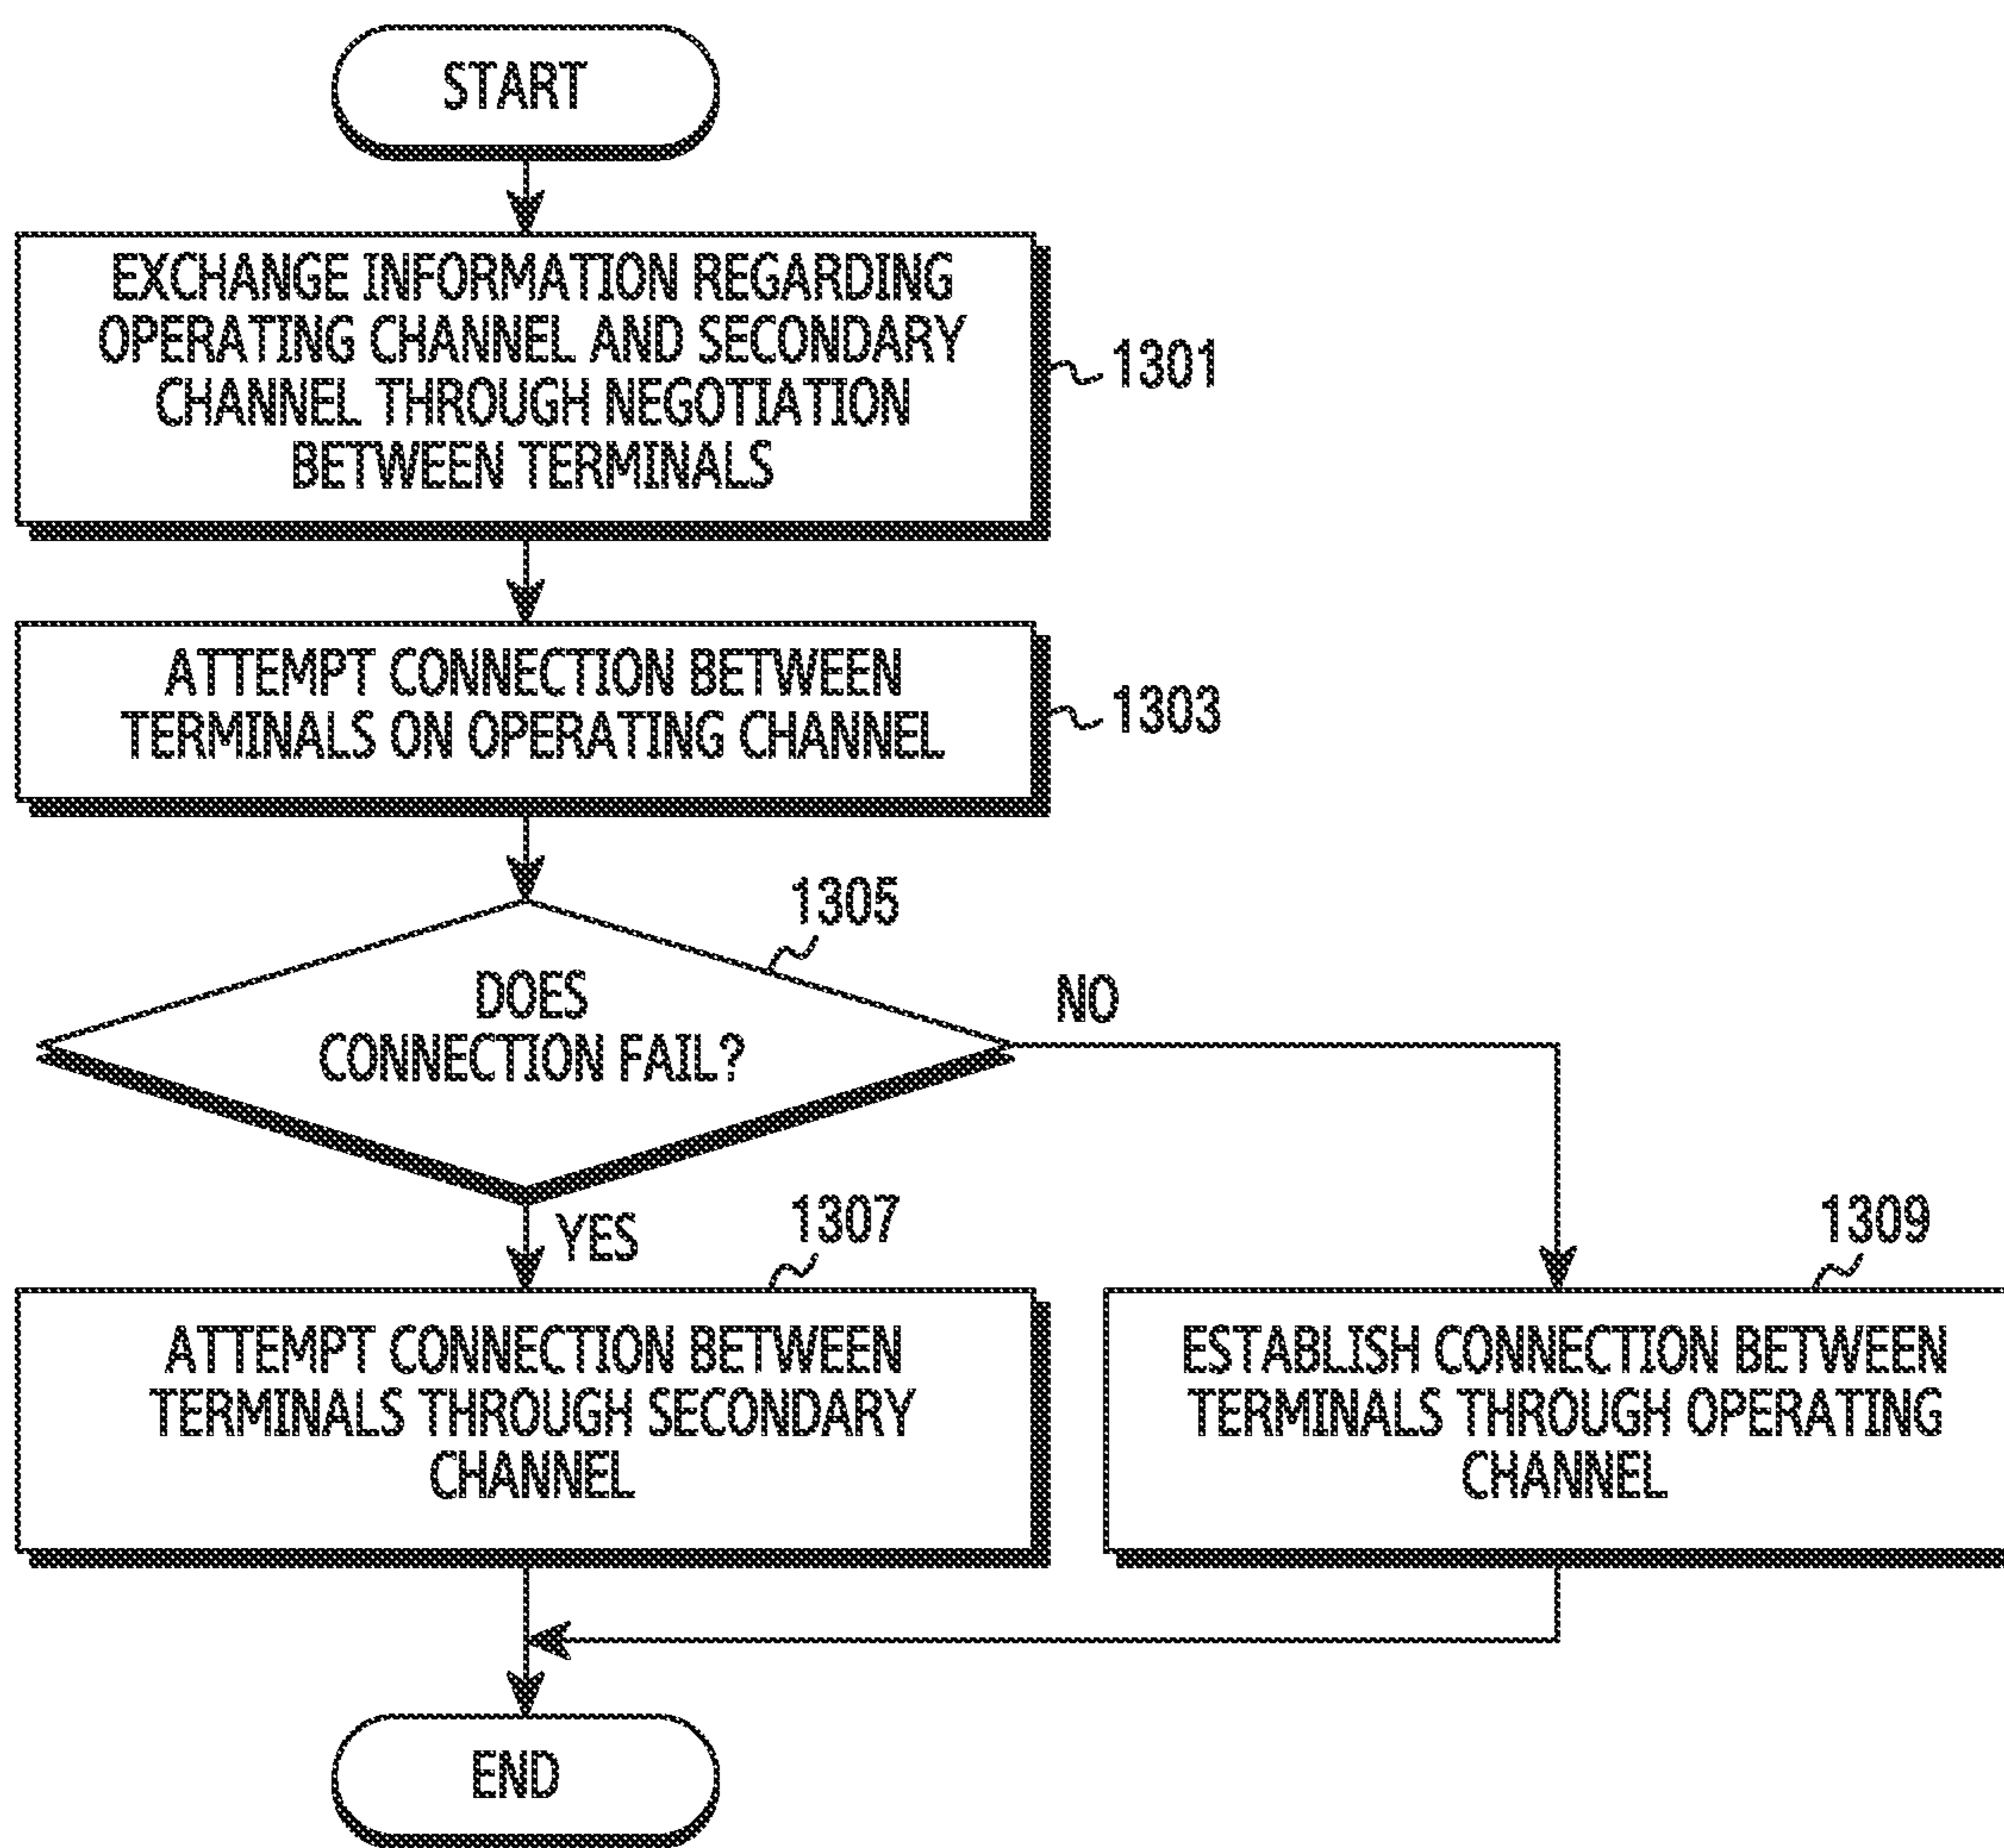 START
EXCHANGE INFORMATION REGARDING
OPERATING CHANNEL AND SECONDARY
CHANNEL THROUGH NEGOTIATION
BETWEEN TERMINALS
1301
ATTEMPT CONNECTION BETWEEN
TERMINALS ON OPERATING CHANNEL
1303
1305
DOES
CONNECTION FAIL?
NO
YES
1307
ATTEMPT CONNECTION BETWEEN
TERMINALS THROUGH SECONDARY
CHANNEL
1309
ESTABLISH CONNECTION BETWEEN
TERMINALS THROUGH OPERATING
CHANNEL
END